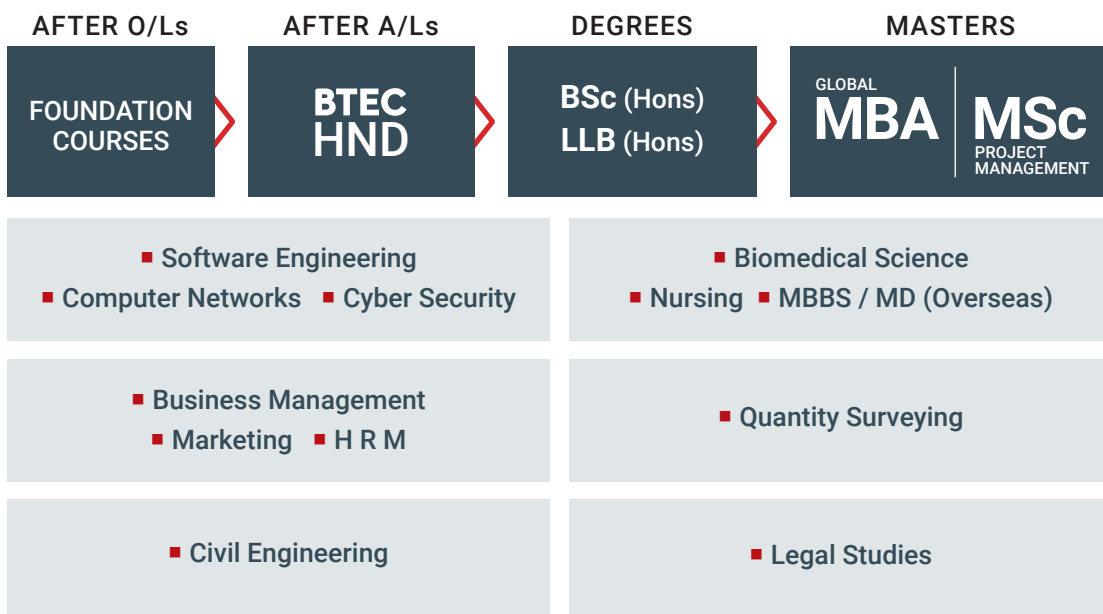 AFTER O/Ls
AFTER A/Ls
DEGREES
MASTERS
FOUNDATION
COURSES
BTEC
HND
BSc (Hons)
LLB (Hons)
GLOBAL
MBA
MSc
PROJECT
MANAGEMENT
Software Engineering
Computer Networks Cyber Security
Biomedical Science
Nursing MBBS / MD (Overseas)
Business Management
Marketing H R M
Quantity Surveying
Civil Engineering
Legal Studies